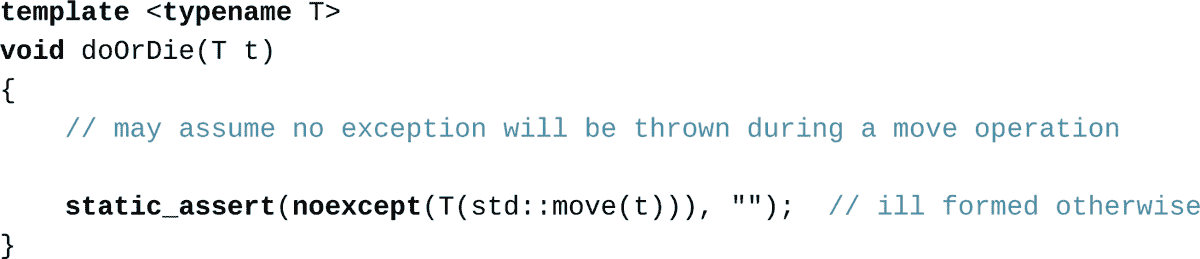 template <typename T>
void doOrDie(T t)
{
    // may assume no exception will be thrown during a move operation
    static_assert(noexcept(T(std::move(t))), "");  // ill formed otherwise
}